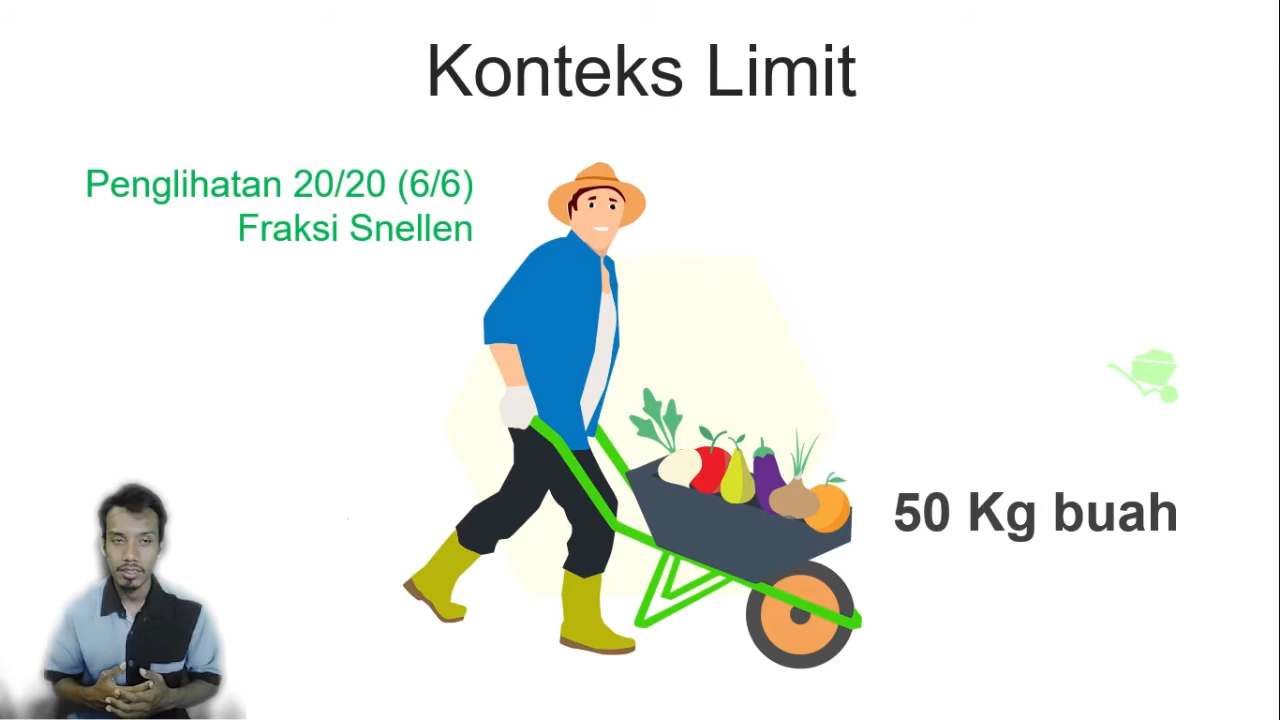 Konteks Limit
Penglihatan 20/20 (6/6)
Fraksi Snellen
50 Kg buah